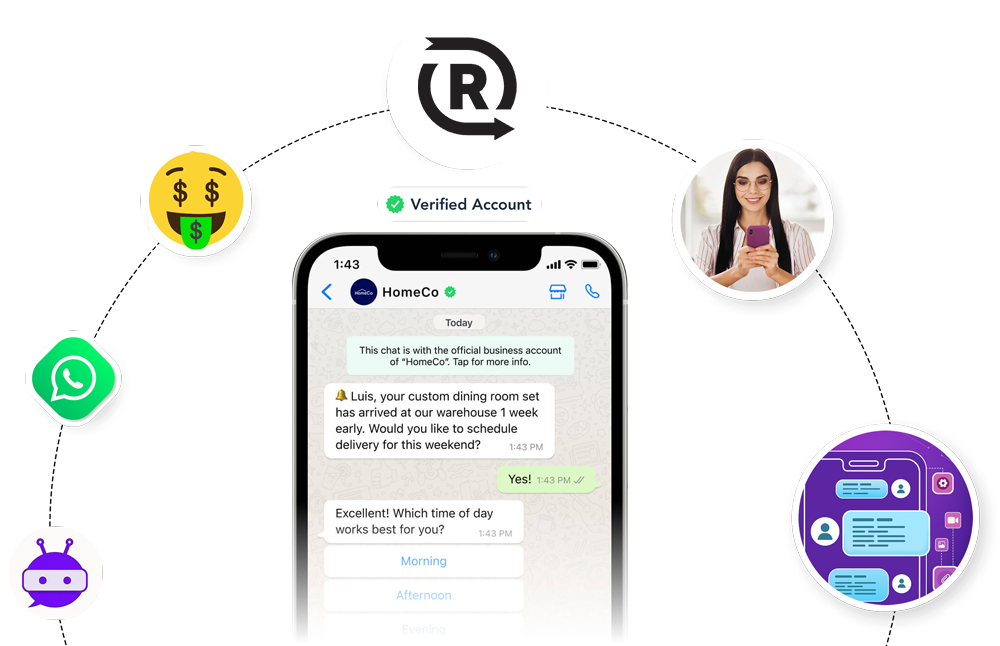 R
$ $
$
Verified Account
1:43
HomeCo
HomeCo
Today
This chat is with the official business account
of “HomeCo”. Tap for more info.
Luis, your custom dining room set
has arrived at our warehouse 1 week
early. Would you like to schedule
delivery for this weekend? 1:43 PM
Yes! 1:43 PM
Excellent! Which time of day
works best for you? 1:43 PM
Morning
Afternoon
Evening